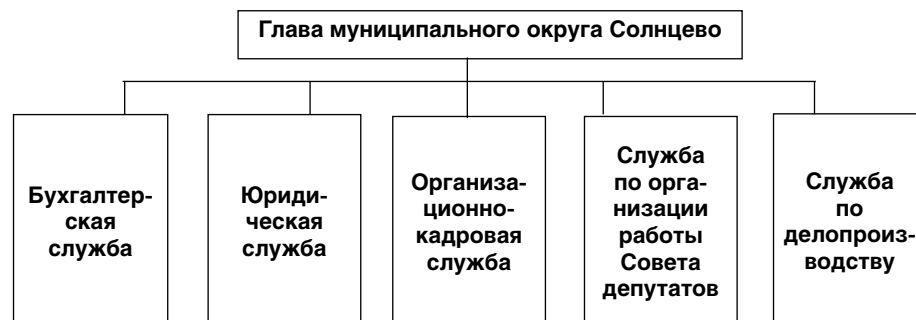 Глава муниципального округа Солнцево
Бухгалтер-
ская
служба
Юриди-
ческая
служба
Организа-
ционно-
кадровая
служба
Служба
по орга-
низации
работы
Совета
депутатов
Служба
по
делопроиз-
водству